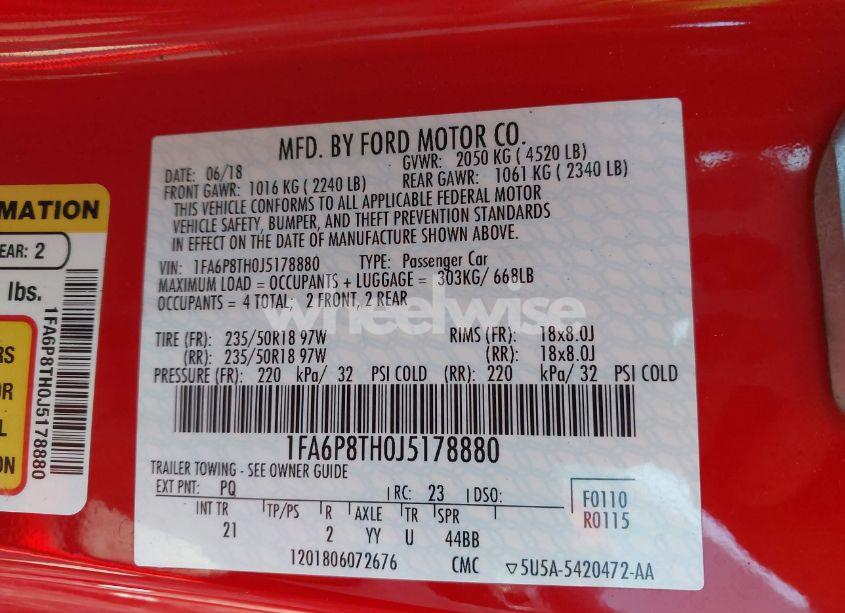 MFD. BY FORD MOTOR CO.
DATE: 06/18 GVWR: 2050 KG ( 4520 LB)
FRONT GAWR: 1016 KG ( 2240 LB) REAR GAWR: 1061 KG ( 2340 LB)
THIS VEHICLE CONFORMS TO ALL APPLICABLE FEDERAL MOTOR
VEHICLE SAFETY, BUMPER, AND THEFT PREVENTION STANDARDS
IN EFFECT ON THE DATE OF MANUFACTURE SHOWN ABOVE.
VIN: 1FA6P8TH0J5178880 TYPE: Passenger Car
MAXIMUM LOAD = OCCUPANTS + LUGGAGE = 303KG/ 668LB
OCCUPANTS = 4 TOTAL; 2 FRONT, 2 REAR
wheelwise
TIRE (FR): 235/50R18 97W RIMS (FR): 18x8.0J
(RR): 235/50R18 97W (RR): 18x8.0J
PRESSURE (FR): 220 kPa/ 32 PSI COLD (RR): 220 kPa/ 32 PSI COLD
1FA6P8TH0J5178880
TRAILER TOWING - SEE OWNER GUIDE
EXT PNT: PQ RC: 23 DSO:
F0110
R0115
INT TR TP/PS R AXLE TR SPR
21 2 YY U 44BB
1201806072676 CMC ▽5U5A-5420472-AA
RMATION
EAR: 2
lbs.
1FA6P8TH0J5178880
RS
OR
L
ON